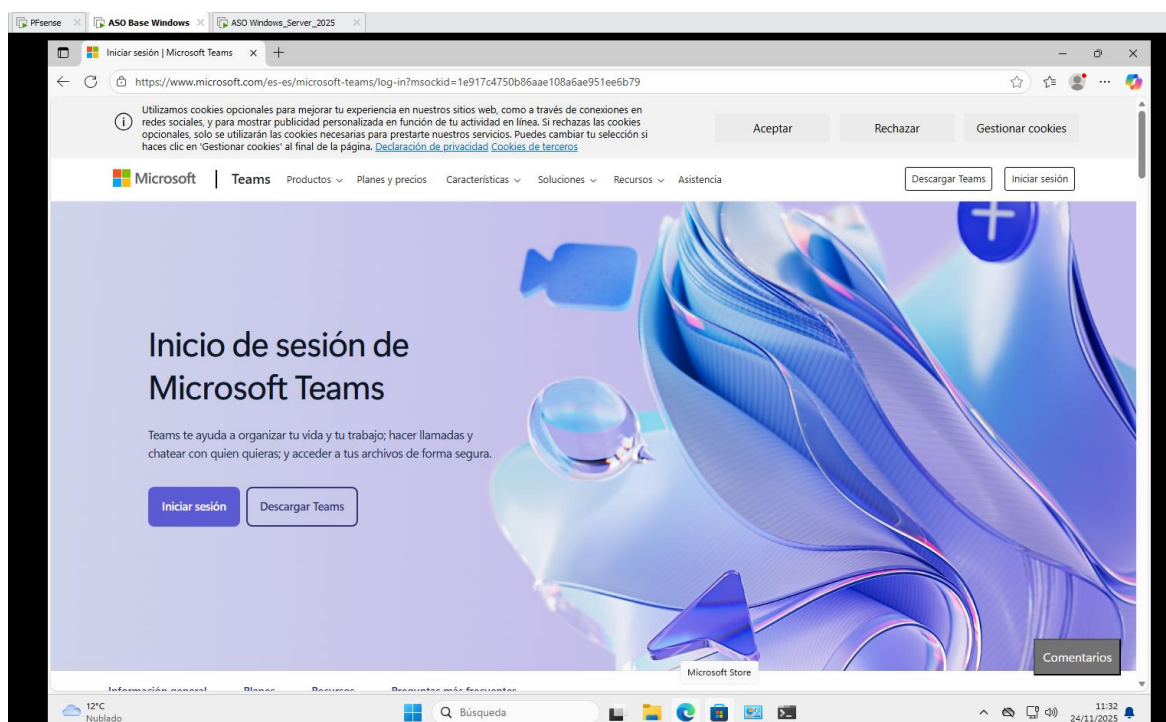 PFsense
ASO Base Windows
ASO Windows_Server_2025
Iniciar sesión | Microsoft Teams
https://www.microsoft.com/es-es/microsoft-teams/log-in?msockid=1e917c4750b86aae108a6ae951ee6b79
Utilizamos cookies opcionales para mejorar tu experiencia en nuestros sitios web, como a través de conexiones en
redes sociales, y para mostrar publicidad personalizada en función de tu actividad en línea. Si rechazas las cookies
opcionales, solo se utilizarán las cookies necesarias para prestarte nuestros servicios. Puedes cambiar tu selección si
haces clic en 'Gestionar cookies' al final de la página. Declaración de privacidad Cookies de terceros
Aceptar
Rechazar
Gestionar cookies
Microsoft | Teams
Productos
Planes y precios
Características
Soluciones
Recursos
Asistencia
Descargar Teams
Iniciar sesión
Inicio de sesión de
Microsoft Teams
Teams te ayuda a organizar tu vida y tu trabajo; hacer llamadas y
chatear con quien quieras; y acceder a tus archivos de forma segura.
Iniciar sesión
Descargar Teams
Comentarios
Microsoft Store
Información general
Planes
Recursos
Preguntas más frecuentes
12°C
Nublado
Búsqueda
11:32
24/11/2025